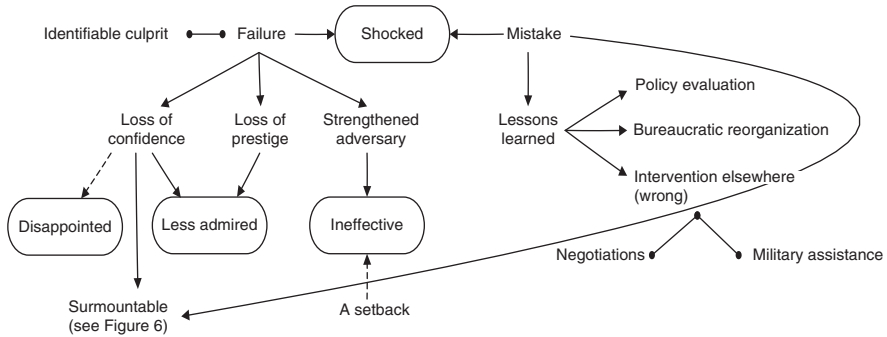 Identifiable culprit
Failure
Shocked
Mistake
Policy evaluation
Loss of
confidence
Loss of
prestige
Strengthened
adversary
Lessons
learned
Bureaucratic reorganization
Intervention elsewhere
(wrong)
Disappointed
Less admired
Ineffective
Negotiations
Military assistance
Surmountable
(see Figure 6)
A setback